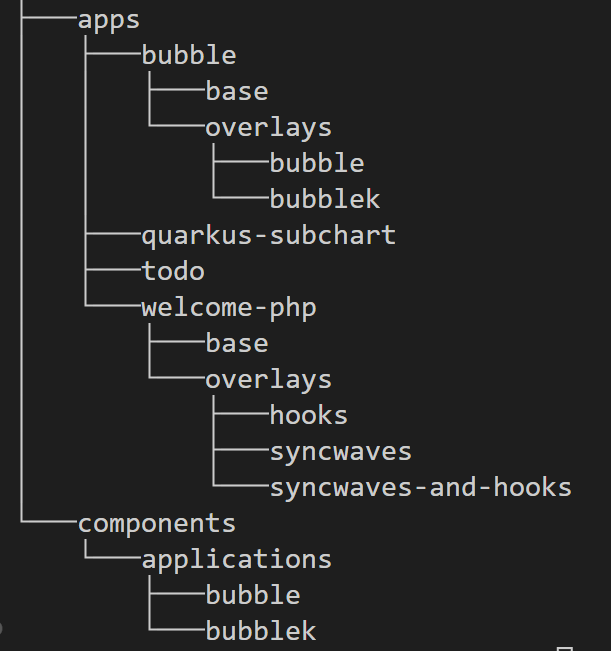 apps
bubble
base
overlays
bubble
bubblek
quarkus-subchart
todo
welcome-php
base
overlays
hooks
syncwaves
syncwaves-and-hooks
components
applications
bubble
bubblek